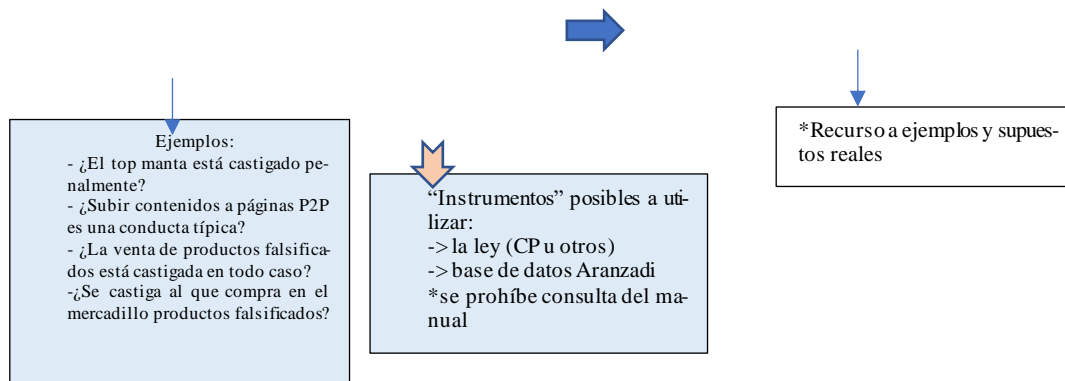 Ejemplos:
- ¿El top manta está castigado pe-
nalmente?
- ¿Subir contenidos a páginas P2P
es una conducta típica?
- ¿La venta de productos falsifica-
dos está castigada en todo caso?
-¿Se castiga al que compra en el
mercadillo productos falsificados?
“Instrumentos” posibles a uti-
lizar:
-> la ley (CP u otros)
-> base de datos Aranzadi
*se prohíbe consulta del ma-
nual
*Recurso a ejemplos y supues-
tos reales